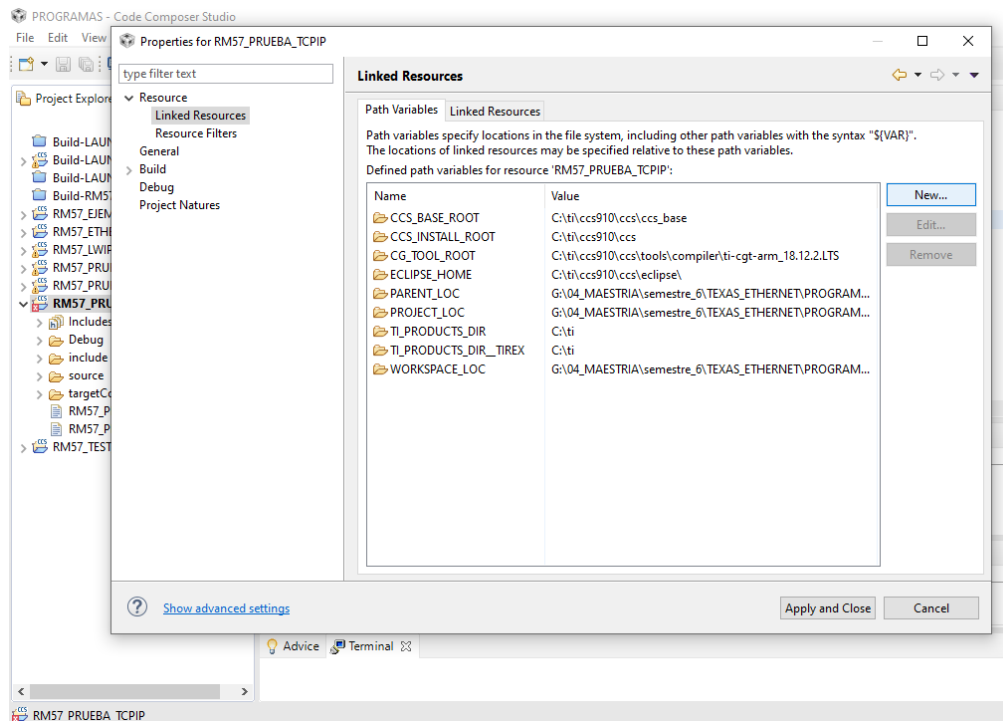 PROGRAMAS - Code Composer Studio
File Edit View
Properties for RM57_PRUEBA_TCPIP
type filter text
Resource
Linked Resources
Resource Filters
General
Build
Debug
Project Natures
Linked Resources
Path Variables Linked Resources
Path variables specify locations in the file system, including other path variables with the syntax "${VAR}".
The locations of linked resources may be specified relative to these path variables.
Defined path variables for resource 'RM57_PRUEBA_TCPIP':
Name Value
CCS_BASE_ROOT C:\ti\ccs910\ccs\ccs_base
CCS_INSTALL_ROOT C:\ti\ccs910\ccs
CG_TOOL_ROOT C:\ti\ccs910\ccs\tools\compiler\ti-cgt-arm_18.12.2.LTS
ECLIPSE_HOME C:\ti\ccs910\ccs\eclipse\
PARENT_LOC G:\04_MAESTRIA\semestre_6\TEXAS_ETHERNET\PROGRAM...
PROJECT_LOC G:\04_MAESTRIA\semestre_6\TEXAS_ETHERNET\PROGRAM...
TI_PRODUCTS_DIR C:\ti
TI_PRODUCTS_DIR__TIREX C:\ti
WORKSPACE_LOC G:\04_MAESTRIA\semestre_6\TEXAS_ETHERNET\PROGRAM...
New...
Edit...
Remove
Show advanced settings
Apply and Close Cancel
Project Explore
Build-LAUN
Build-LAUN
Build-LAUN
Build-RM57
RM57_EJEM
RM57_ETHE
RM57_LWIP
RM57_PRUE
RM57_PRUE
RM57_PRU
Includes
Debug
include
source
targetCo
RM57_P
RM57_P
RM57_TEST
Advice Terminal
RM57_PRUEBA_TCPIP